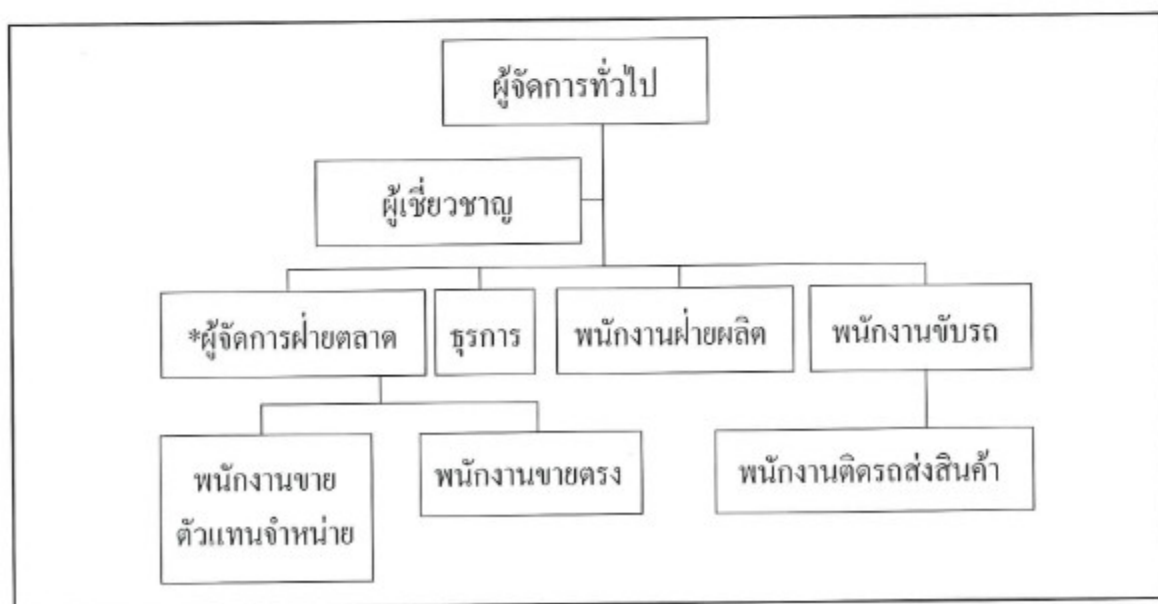 ผู้จัดการทั่วไป
ผู้เชี่ยวชาญ
*ผู้จัดการฝ่ายตลาด
ธุรการ
พนักงานฝ่ายผลิต
พนักงานขับรถ
พนักงานขาย
ตัวแทนจำหน่าย
พนักงานขายตรง
พนักงานติดรถส่งสินค้า